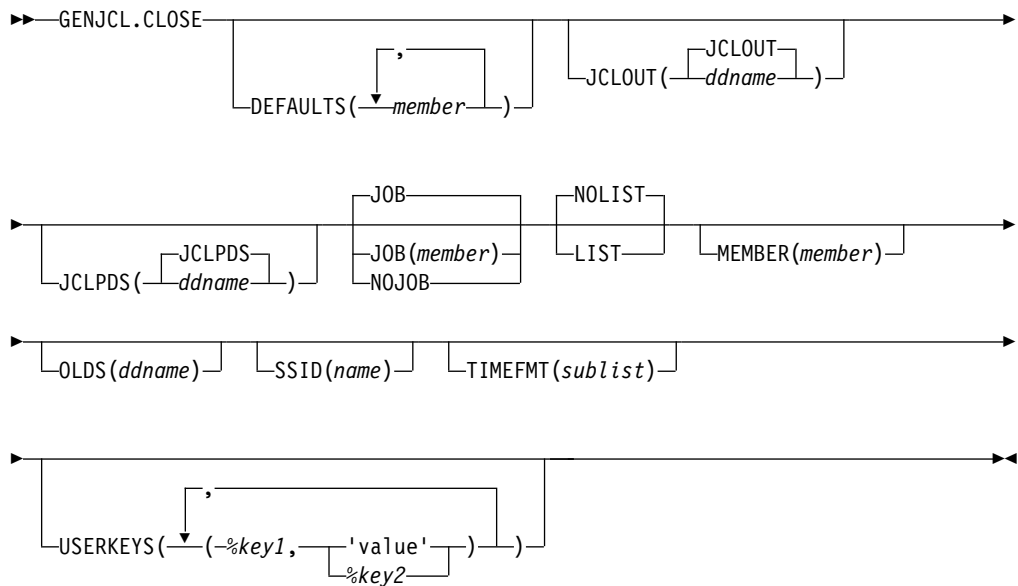 GENJCL.CLOSE
,
DEFAULTS(member)
JCLOUT
JCLOUT(ddname)
JCLPDS
JCLPDS(ddname)
JOB
JOB(member)
NOJOB
NOLIST
LIST
MEMBER(member)
OLDS(ddname)
SSID(name)
TIMEFMT(sublist)
,
USERKEYS((%key1,'value'))
%key2